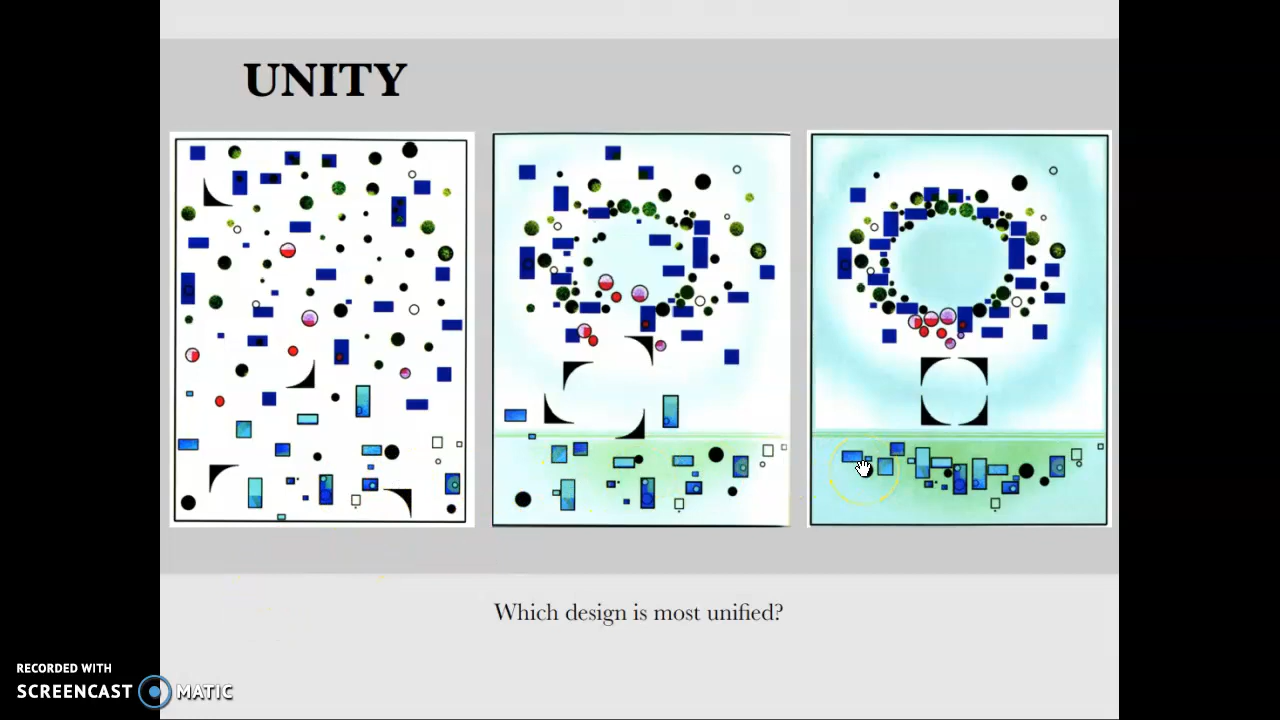 UNITY
Which design is most unified?
RECORDED WITH
SCREENCAST MATIC